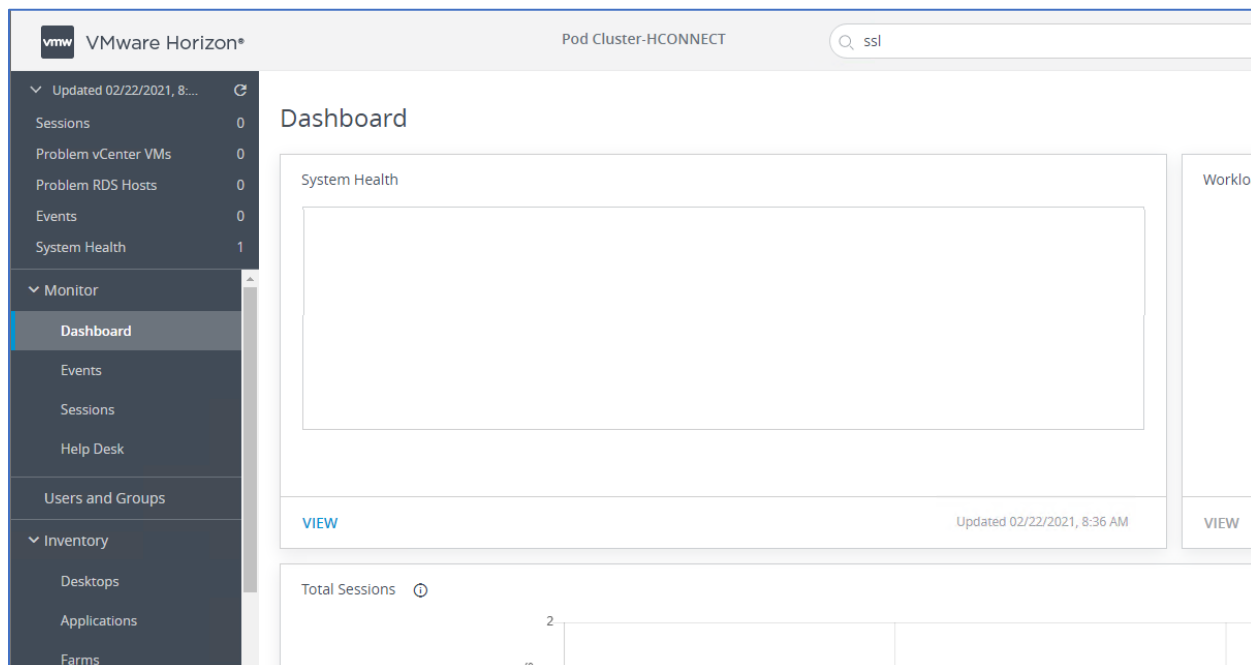 vmw VMware Horizon®
Pod Cluster-HCONNECT
ssl
Updated 02/22/2021, 8:...
Sessions 0
Problem vCenter VMs 0
Problem RDS Hosts 0
Events 0
System Health 1
Monitor
Dashboard
Events
Sessions
Help Desk
Users and Groups
Inventory
Desktops
Applications
Farms
Dashboard
System Health
VIEW
Updated 02/22/2021, 8:36 AM
Worklo
VIEW
Total Sessions
2